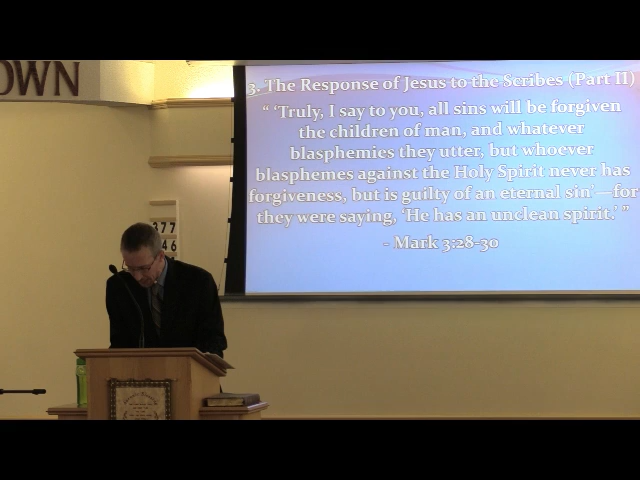 OWN
3. The Response of Jesus to the Scribes (Part II)
“ ‘Truly, I say to you, all sins will be forgiven
the children of man, and whatever
blasphemies they utter, but whoever
blasphemes against the Holy Spirit never has
forgiveness, but is guilty of an eternal sin’—for
they were saying, ‘He has an unclean spirit.’ ”
- Mark 3:28-30
377
46